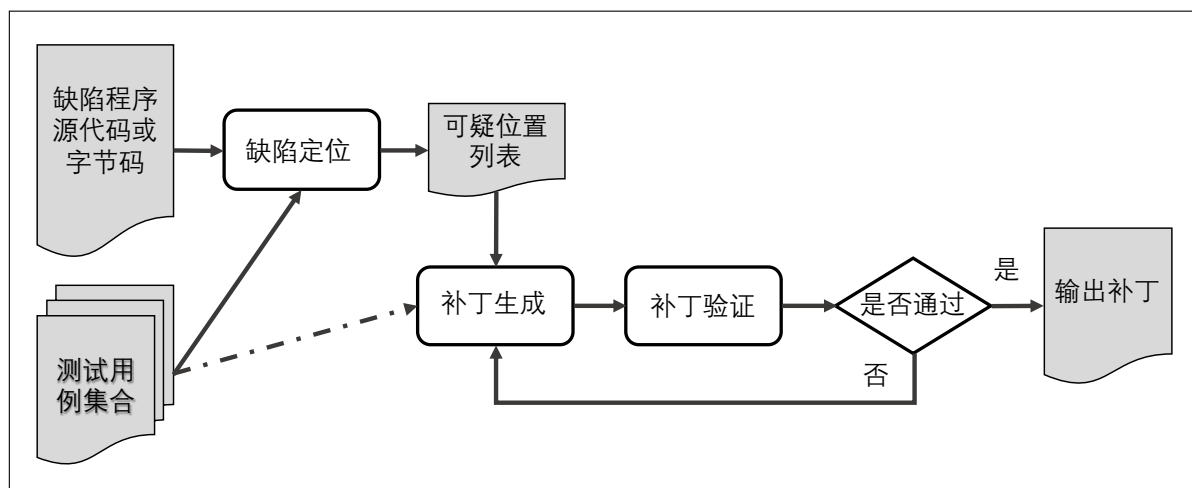 缺陷程序
源代码或
字节码
缺陷定位
可疑位置
列表
测试用
例集合
补丁生成
补丁验证
是否通过
是
否
输出补丁